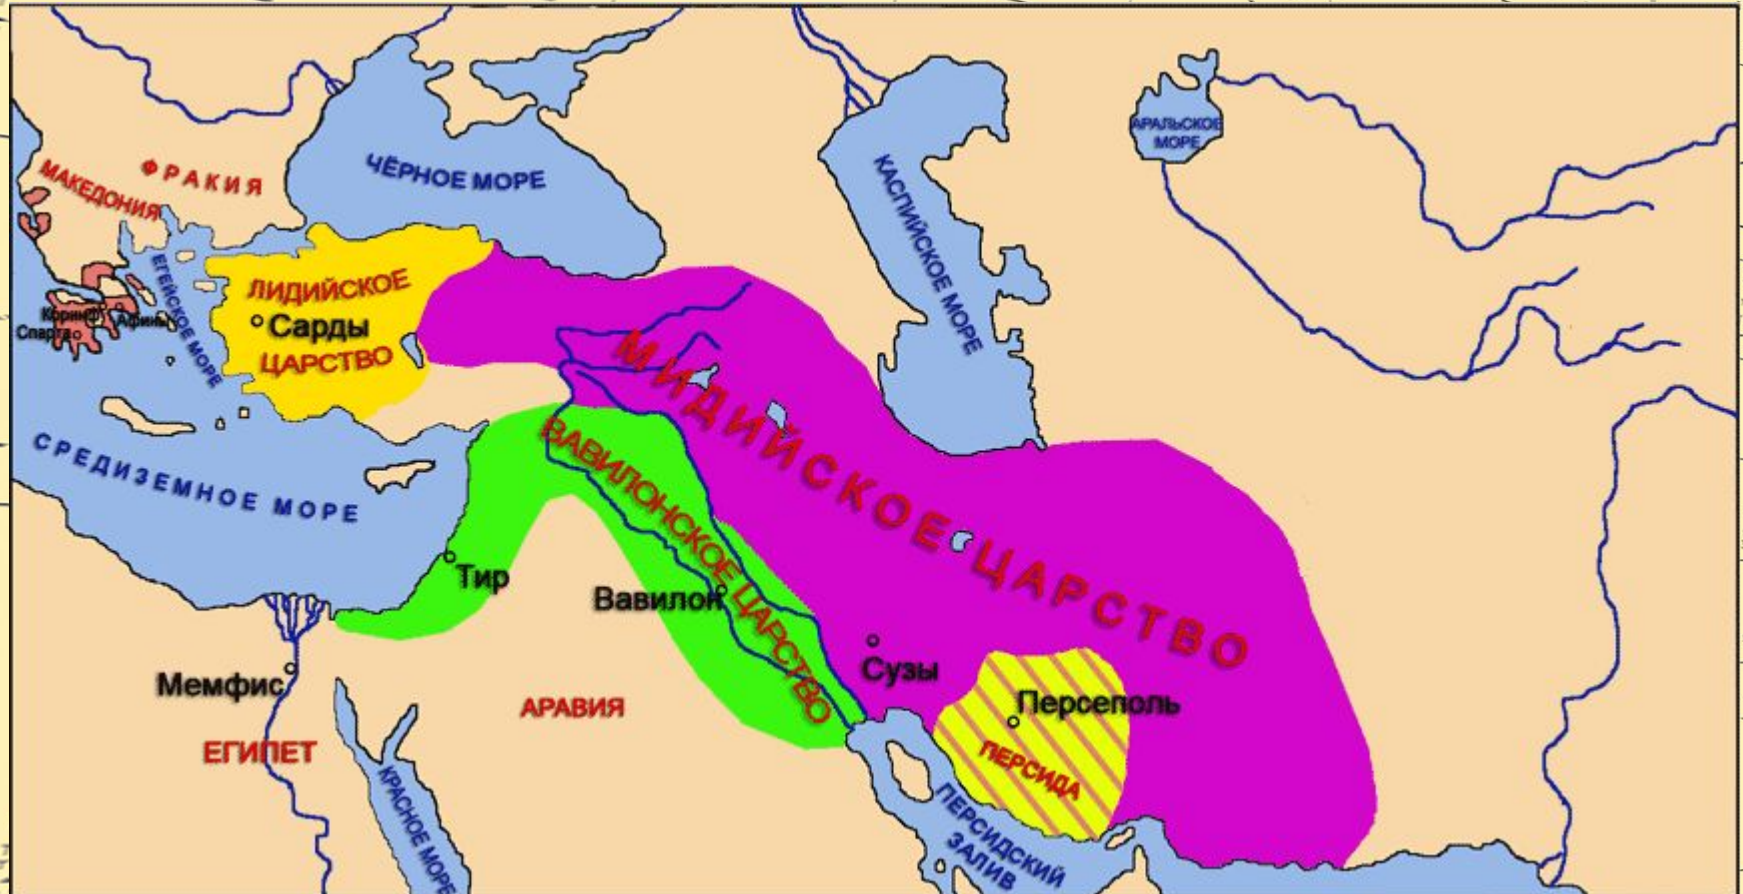 АРАЛЬСКОЕ
МОРЕ
ЧЁРНОЕ МОРЕ
ФРАКИЯ
МАКЕДОНИЯ
КАСПИЙСКОЕ МОРЕ
ЕГЕЙСКОЕ МОРЕ
ЛИДИЙСКОЕ
Сарды
ЦАРСТВО
Коринф
Афины
Спарта
МИДИЙСКОЕ ЦАРСТВО
ВАВИЛОНСКОЕ ЦАРСТВО
СРЕДИЗЕМНОЕ МОРЕ
Тир
Вавилон
Сузы
Мемфис
АРАВИЯ
Персеполь
ЕГИПЕТ
ПЕРСИДА
КРАСНОЕ МОРЕ
ПЕРСИДСКИЙ
ЗАЛИВ